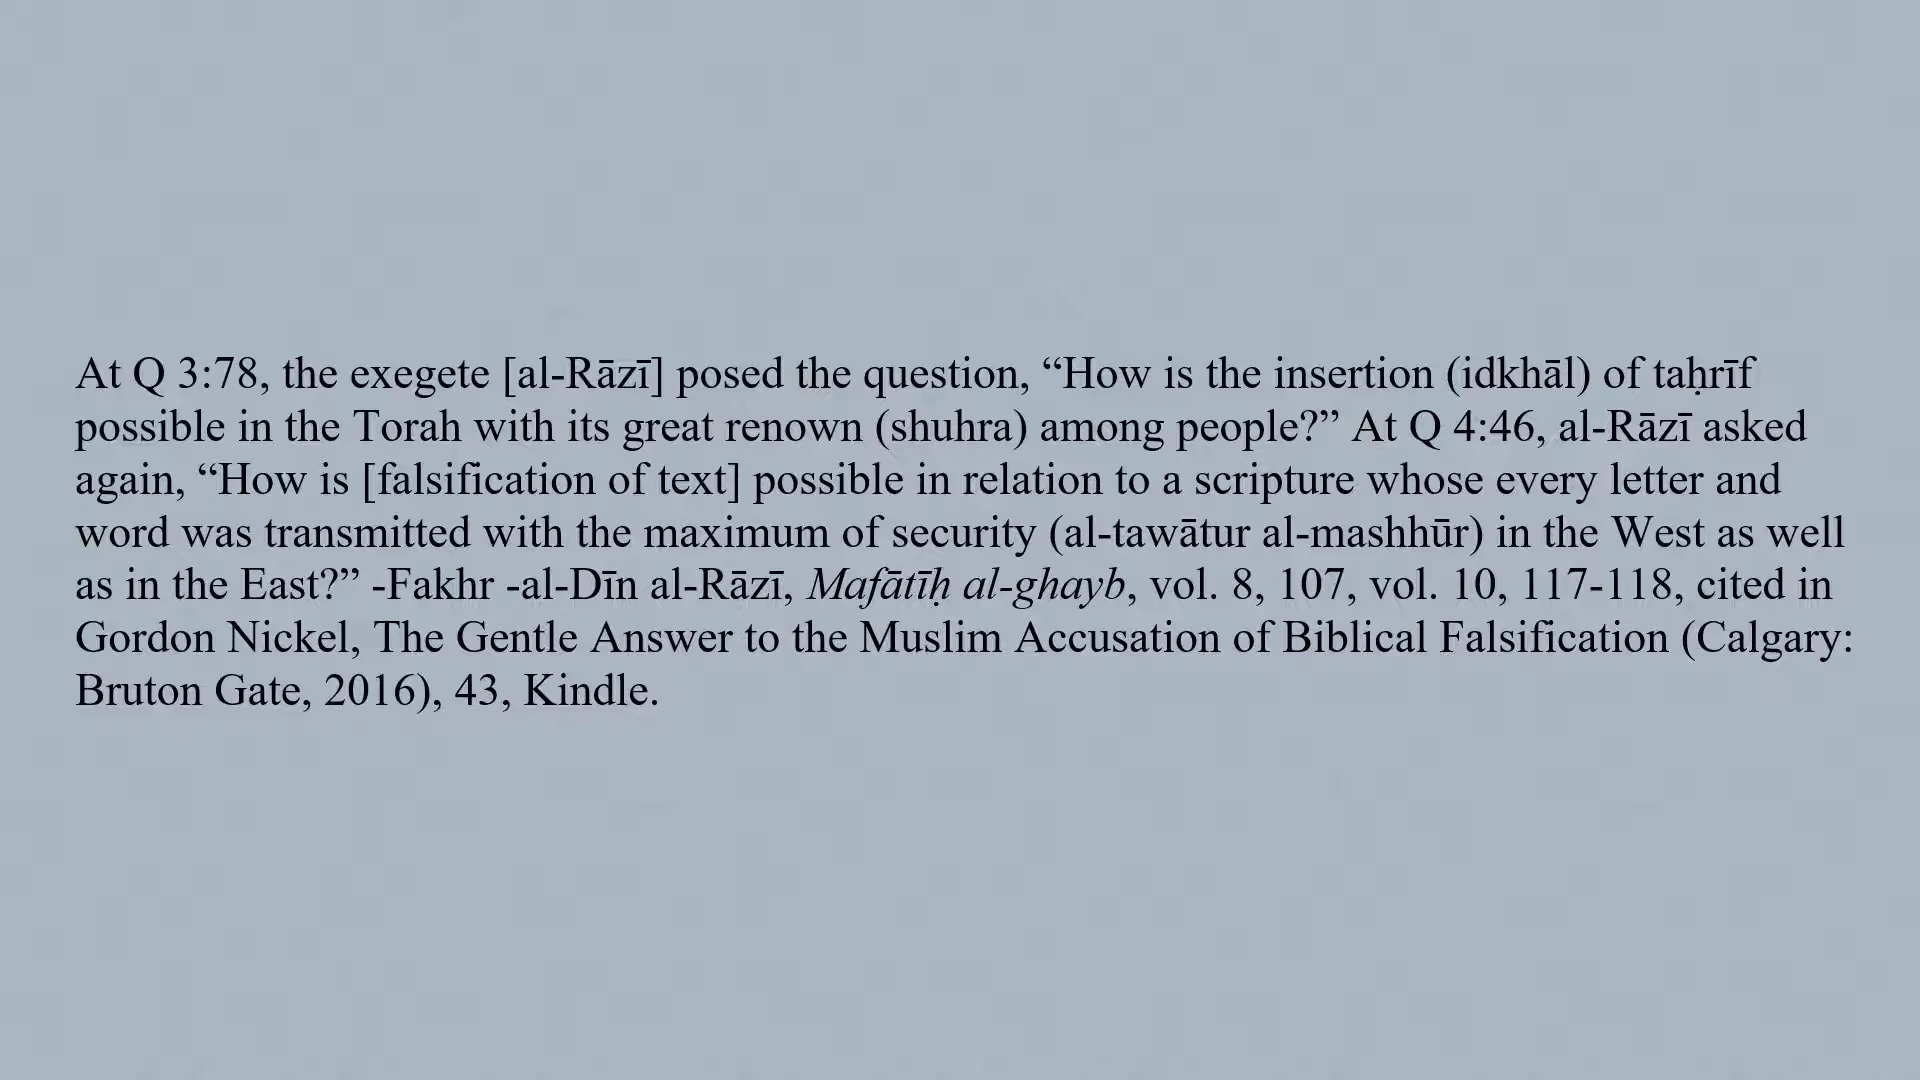 At Q 3:78, the exegete [al-Rāzī] posed the question, “How is the insertion (idkhāl) of taḥrīf
possible in the Torah with its great renown (shuhra) among people?” At Q 4:46, al-Rāzī asked
again, “How is [falsification of text] possible in relation to a scripture whose every letter and
word was transmitted with the maximum of security (al-tawātur al-mashhūr) in the West as well
as in the East?” -Fakhr -al-Dīn al-Rāzī, Mafātīḥ al-ghayb, vol. 8, 107, vol. 10, 117-118, cited in
Gordon Nickel, The Gentle Answer to the Muslim Accusation of Biblical Falsification (Calgary:
Bruton Gate, 2016), 43, Kindle.